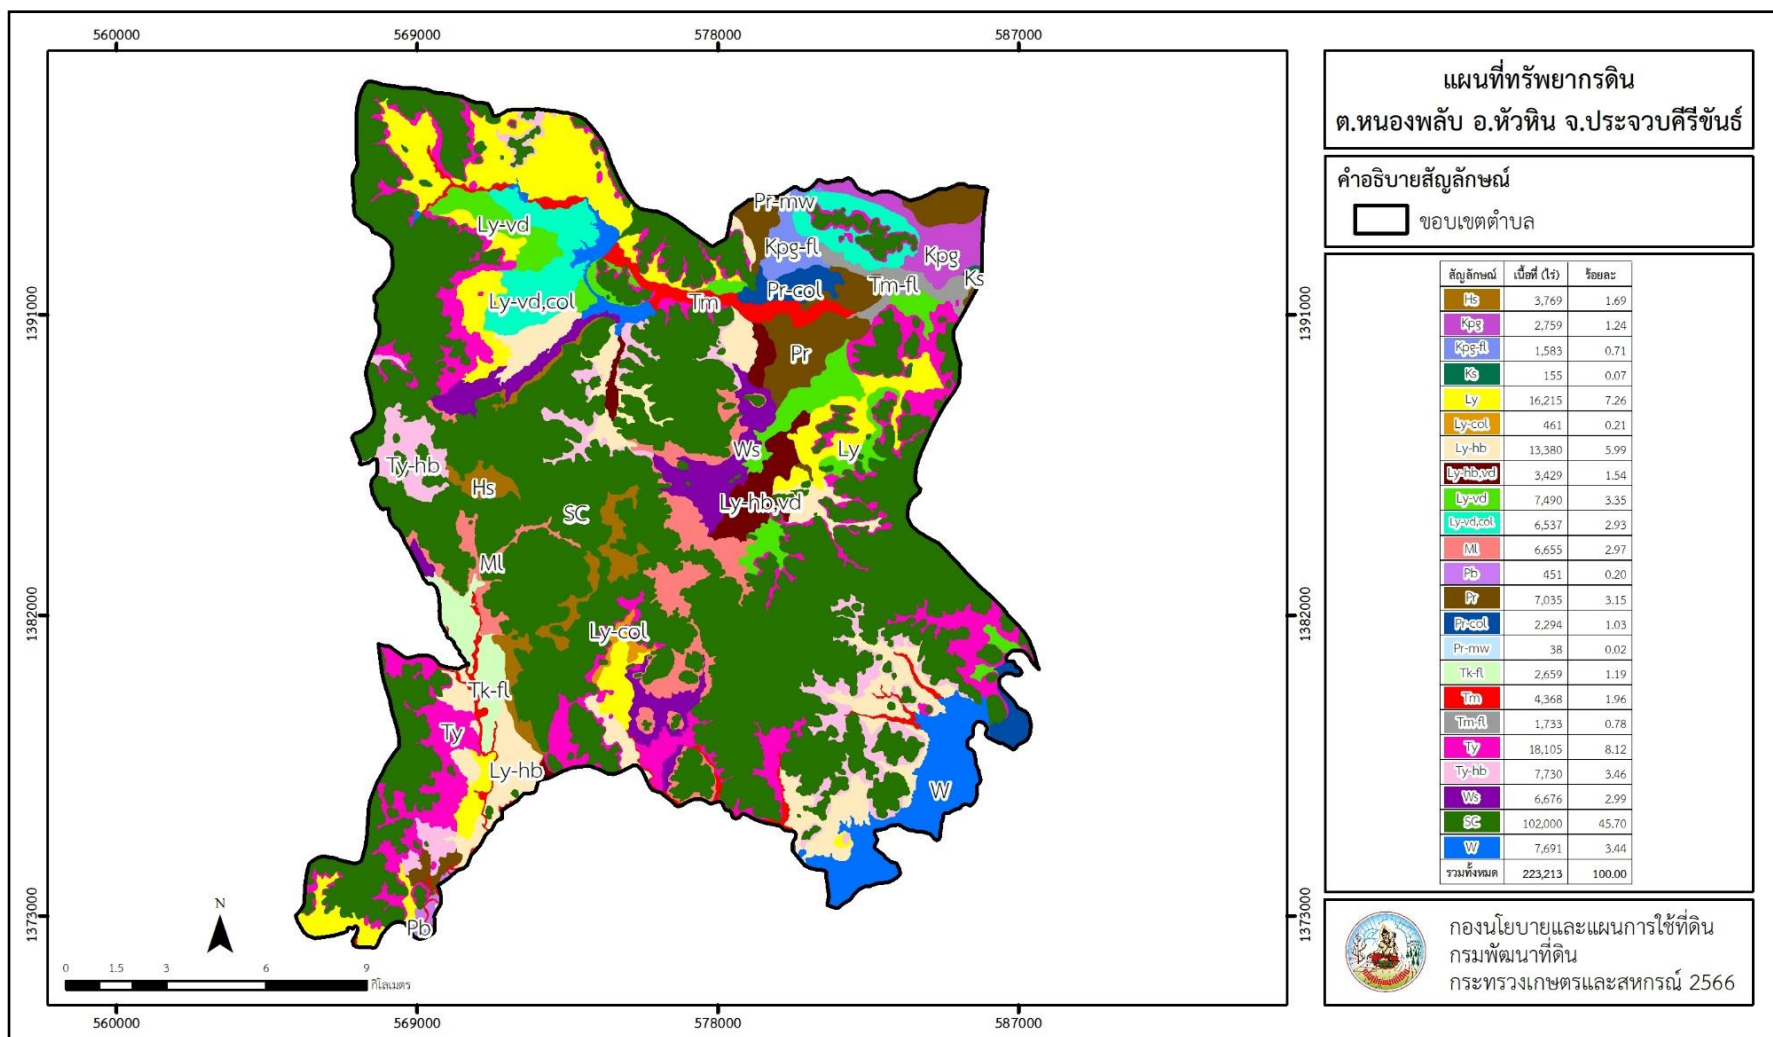 560000 569000 578000 587000
1391000
1382000
1373000
1391000
1382000
1373000
560000 569000 578000 587000
Pr-mw
Ly-vd
Kpg-fl
Kpg
Ks
Tm-fl
Pr-col
Ly-vd,col
Tm
Pr
Ws
Ly
Ty-hb
Hs
Ly-hb,vd
SC
Ml
Ly-col
Tk-fl
Ty
Ly-hb
W
Pb
N
0 1.5 3 6 9
กิโลเมตร
แผนที่ทรัพยากรดิน
ต.หนองพลับ อ.หัวหิน จ.ประจวบคีรีขันธ์
คำอธิบายสัญลักษณ์
ขอบเขตตำบล
สัญลักษณ์ เนื้อที่ (ไร่) ร้อยละ
Hs 3,769 1.69
Kpg 2,759 1.24
Kpg-fl 1,583 0.71
Ks 155 0.07
Ly 16,215 7.26
Ly-col 461 0.21
Ly-hb 13,380 5.99
Ly-hb,vd 3,429 1.54
Ly-vd 7,490 3.35
Ly-vd,col 6,537 2.93
Ml 6,655 2.97
Pb 451 0.20
Pr 7,035 3.15
Pr-col 2,294 1.03
Pr-mw 38 0.02
Tk-fl 2,659 1.19
Tm 4,368 1.96
Tm-fl 1,733 0.78
Ty 18,105 8.12
Ty-hb 7,730 3.46
Ws 6,676 2.99
SC 102,000 45.70
W 7,691 3.44
รวมทั้งหมด 223,213 100.00
กองนโยบายและแผนการใช้ที่ดิน
กรมพัฒนาที่ดิน
กระทรวงเกษตรและสหกรณ์ 2566